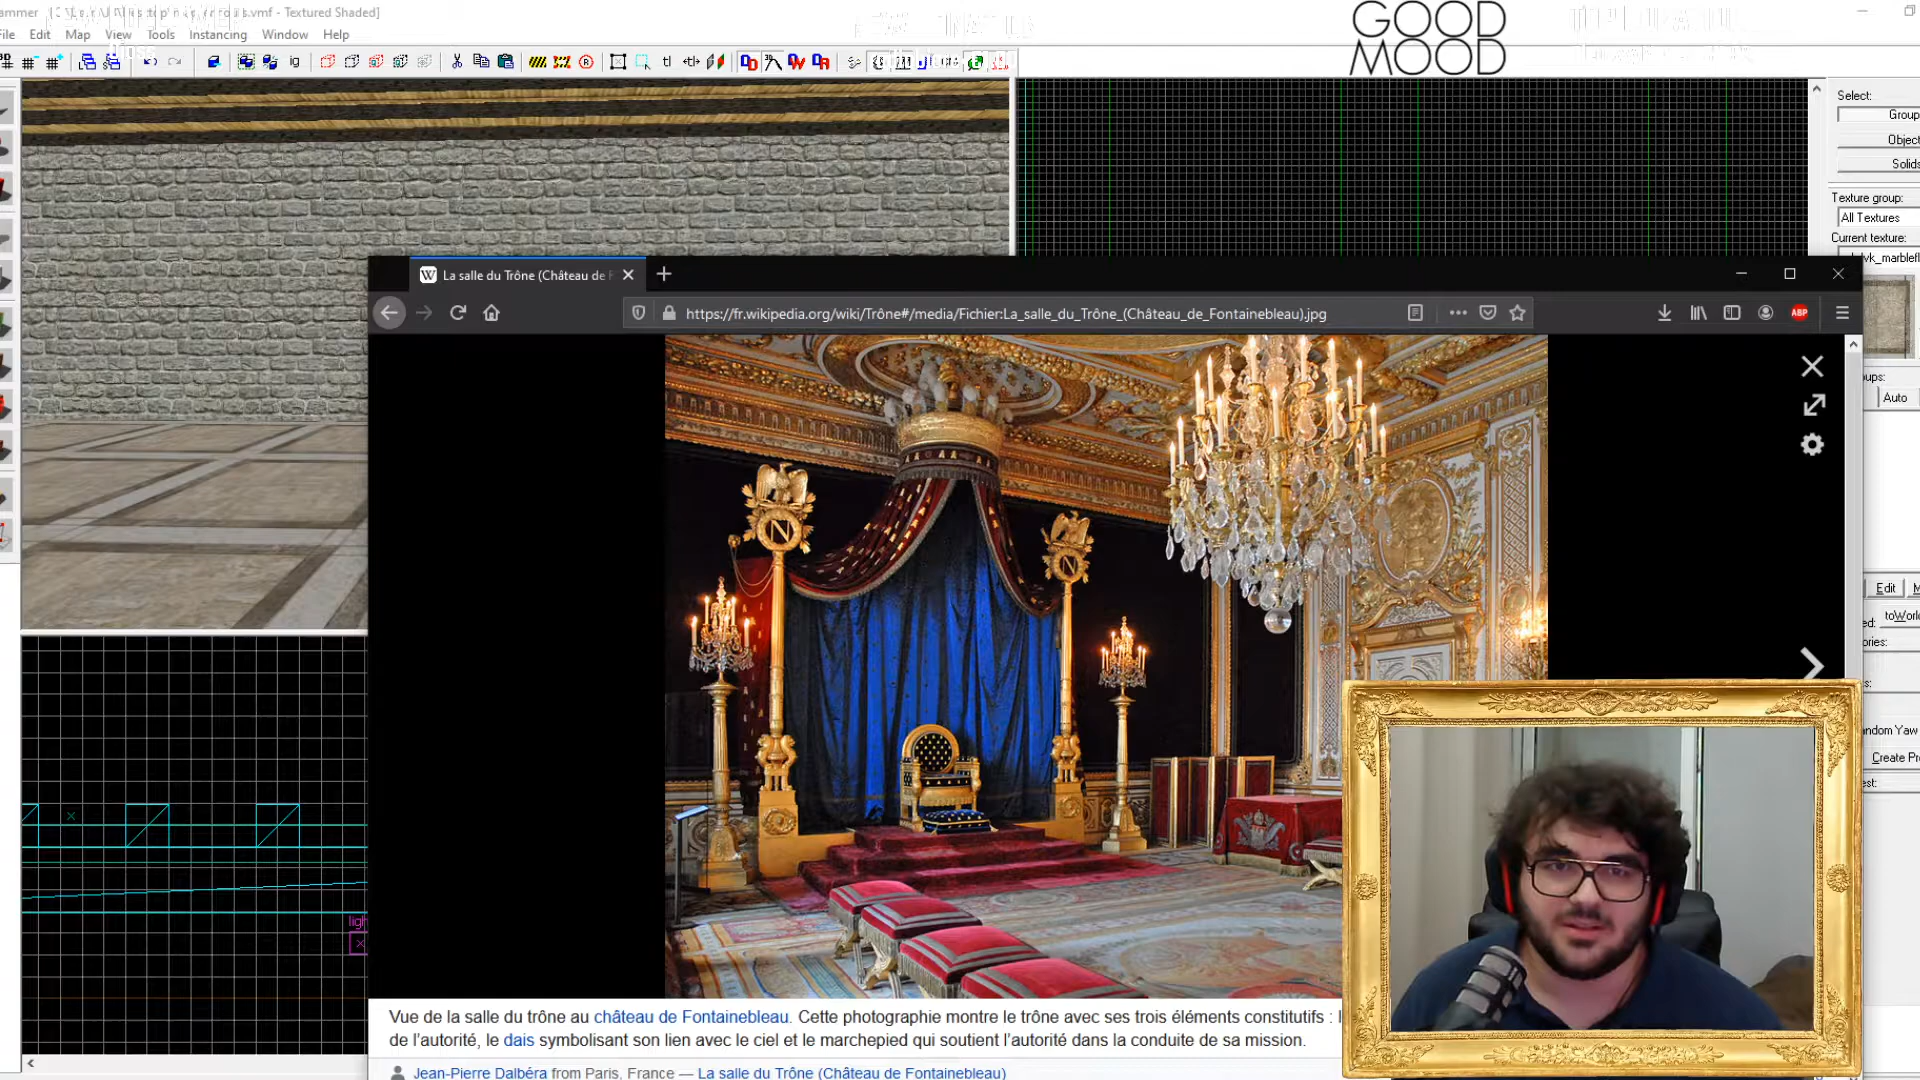 .vmf - Textured Shaded]
Edit Map View Tools Instancing Window Help
GOOD
MOOD
Select:
Group
Object
Solids
Texture group:
All Textures
Current texture:
Auto
Edit
toWorl
Create Pr
La salle du Trône (Château de F
https://fr.wikipedia.org/wiki/Trône#/media/Fichier:La_salle_du_Trône_(Château_de_Fontainebleau).jpg
ABP
N
N
Vue de la salle du trône au château de Fontainebleau. Cette photographie montre le trône avec ses trois éléments constitutifs :
de l'autorité, le dais symbolisant son lien avec le ciel et le marchepied qui soutient l'autorité dans la conduite de sa mission.
Jean-Pierre Dalbéra from Paris, France — La salle du Trône (Château de Fontainebleau)